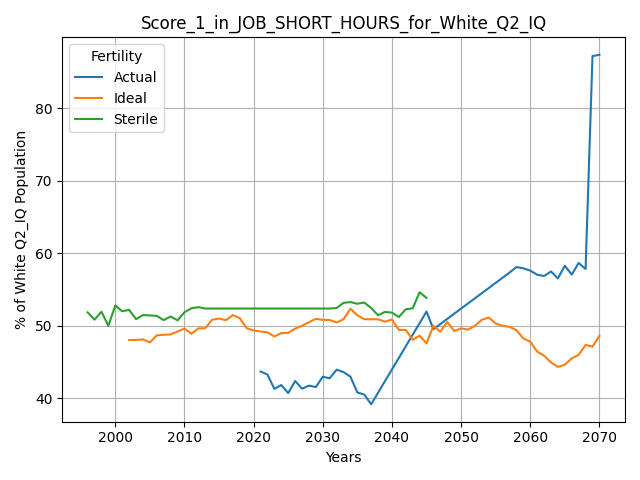 Score_1_in_JOB_SHORT_HOURS_for_White_Q2_IQ
Fertility
Actual
Ideal
Sterile
% of White Q2_IQ Population
80
70
60
50
40
2000
2010
2020
2030
2040
2050
2060
2070
Years